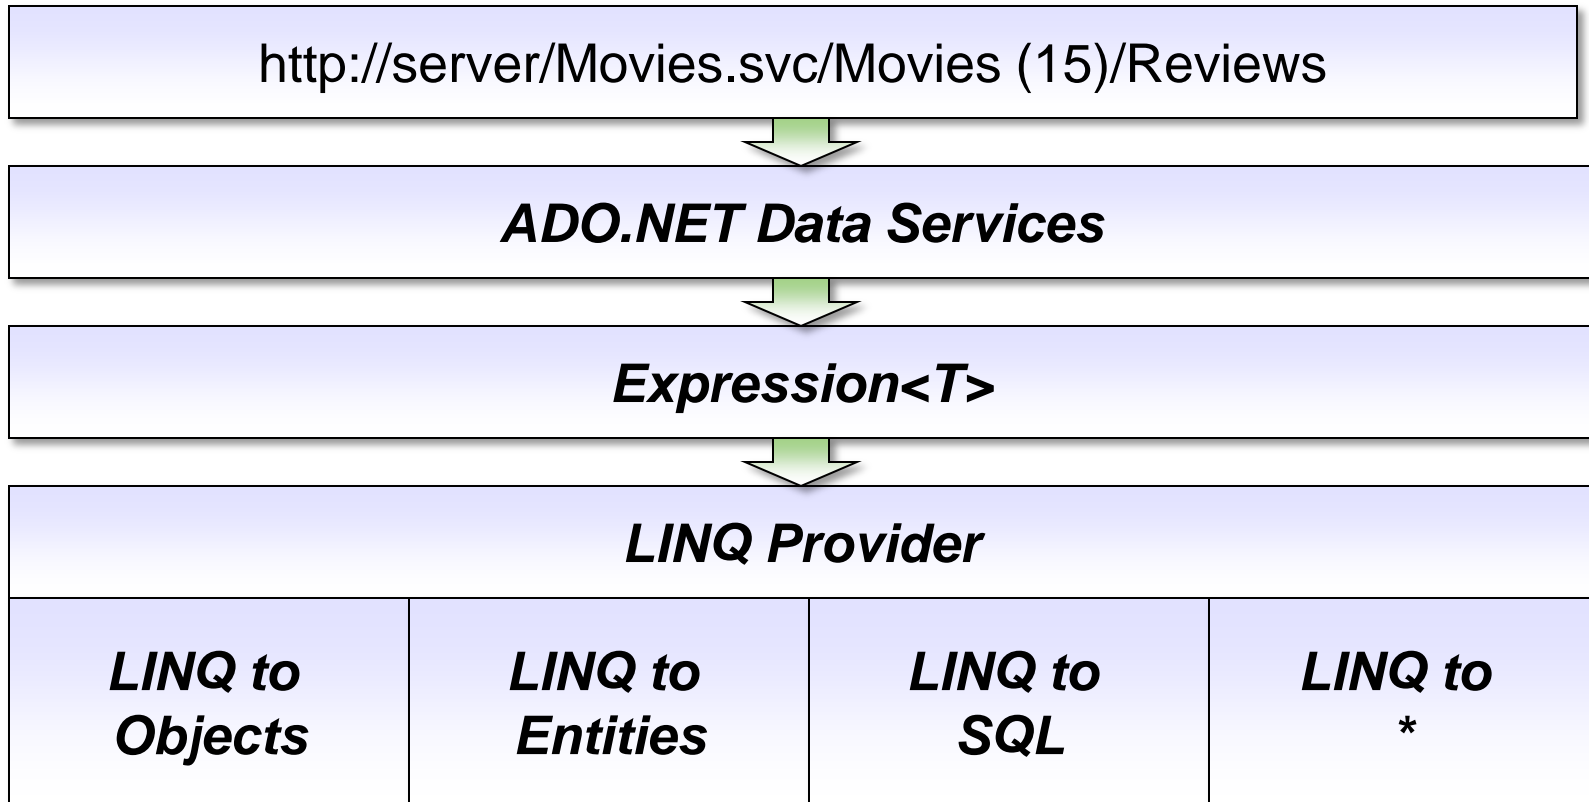 http://server/Movies.svc/Movies (15)/Reviews
ADO.NET Data Services
Expression<T>
LINQ Provider
LINQ to
Objects
LINQ to
Entities
LINQ to
SQL
LINQ to
*